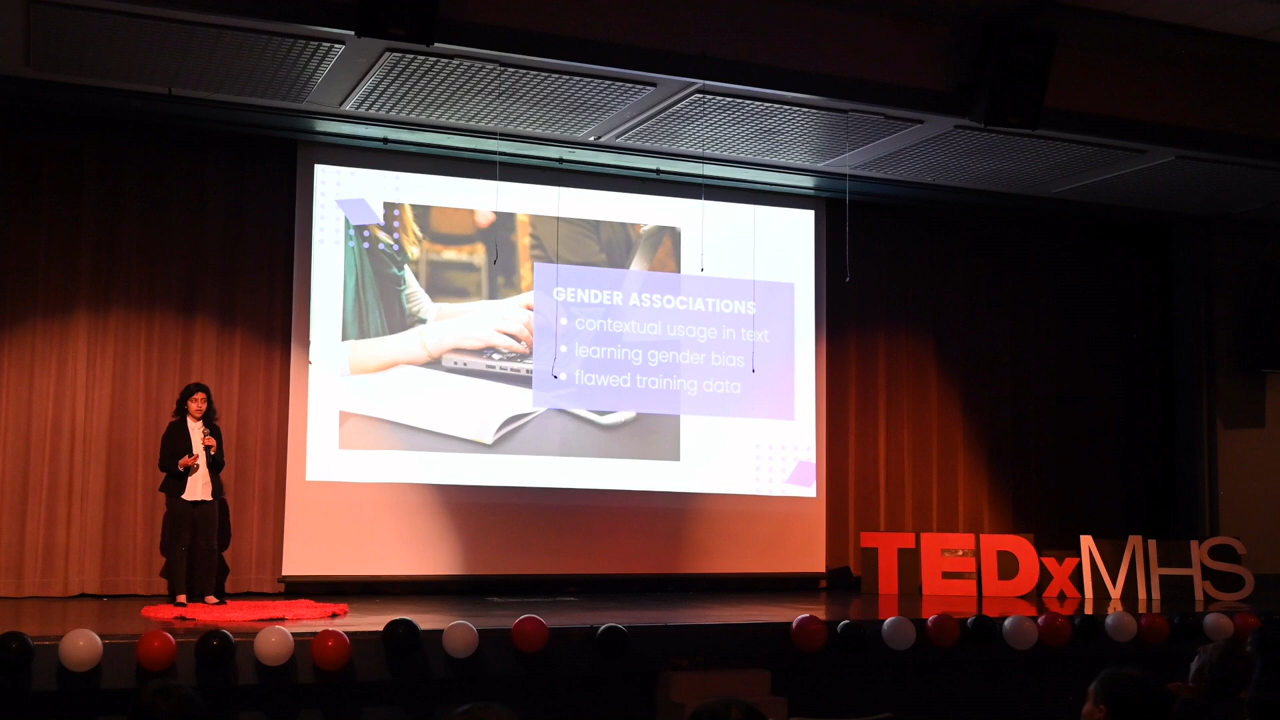 GENDER ASSOCIATIONS
contextual usage in text
learning gender bias
flawed training data
TEDxMHS